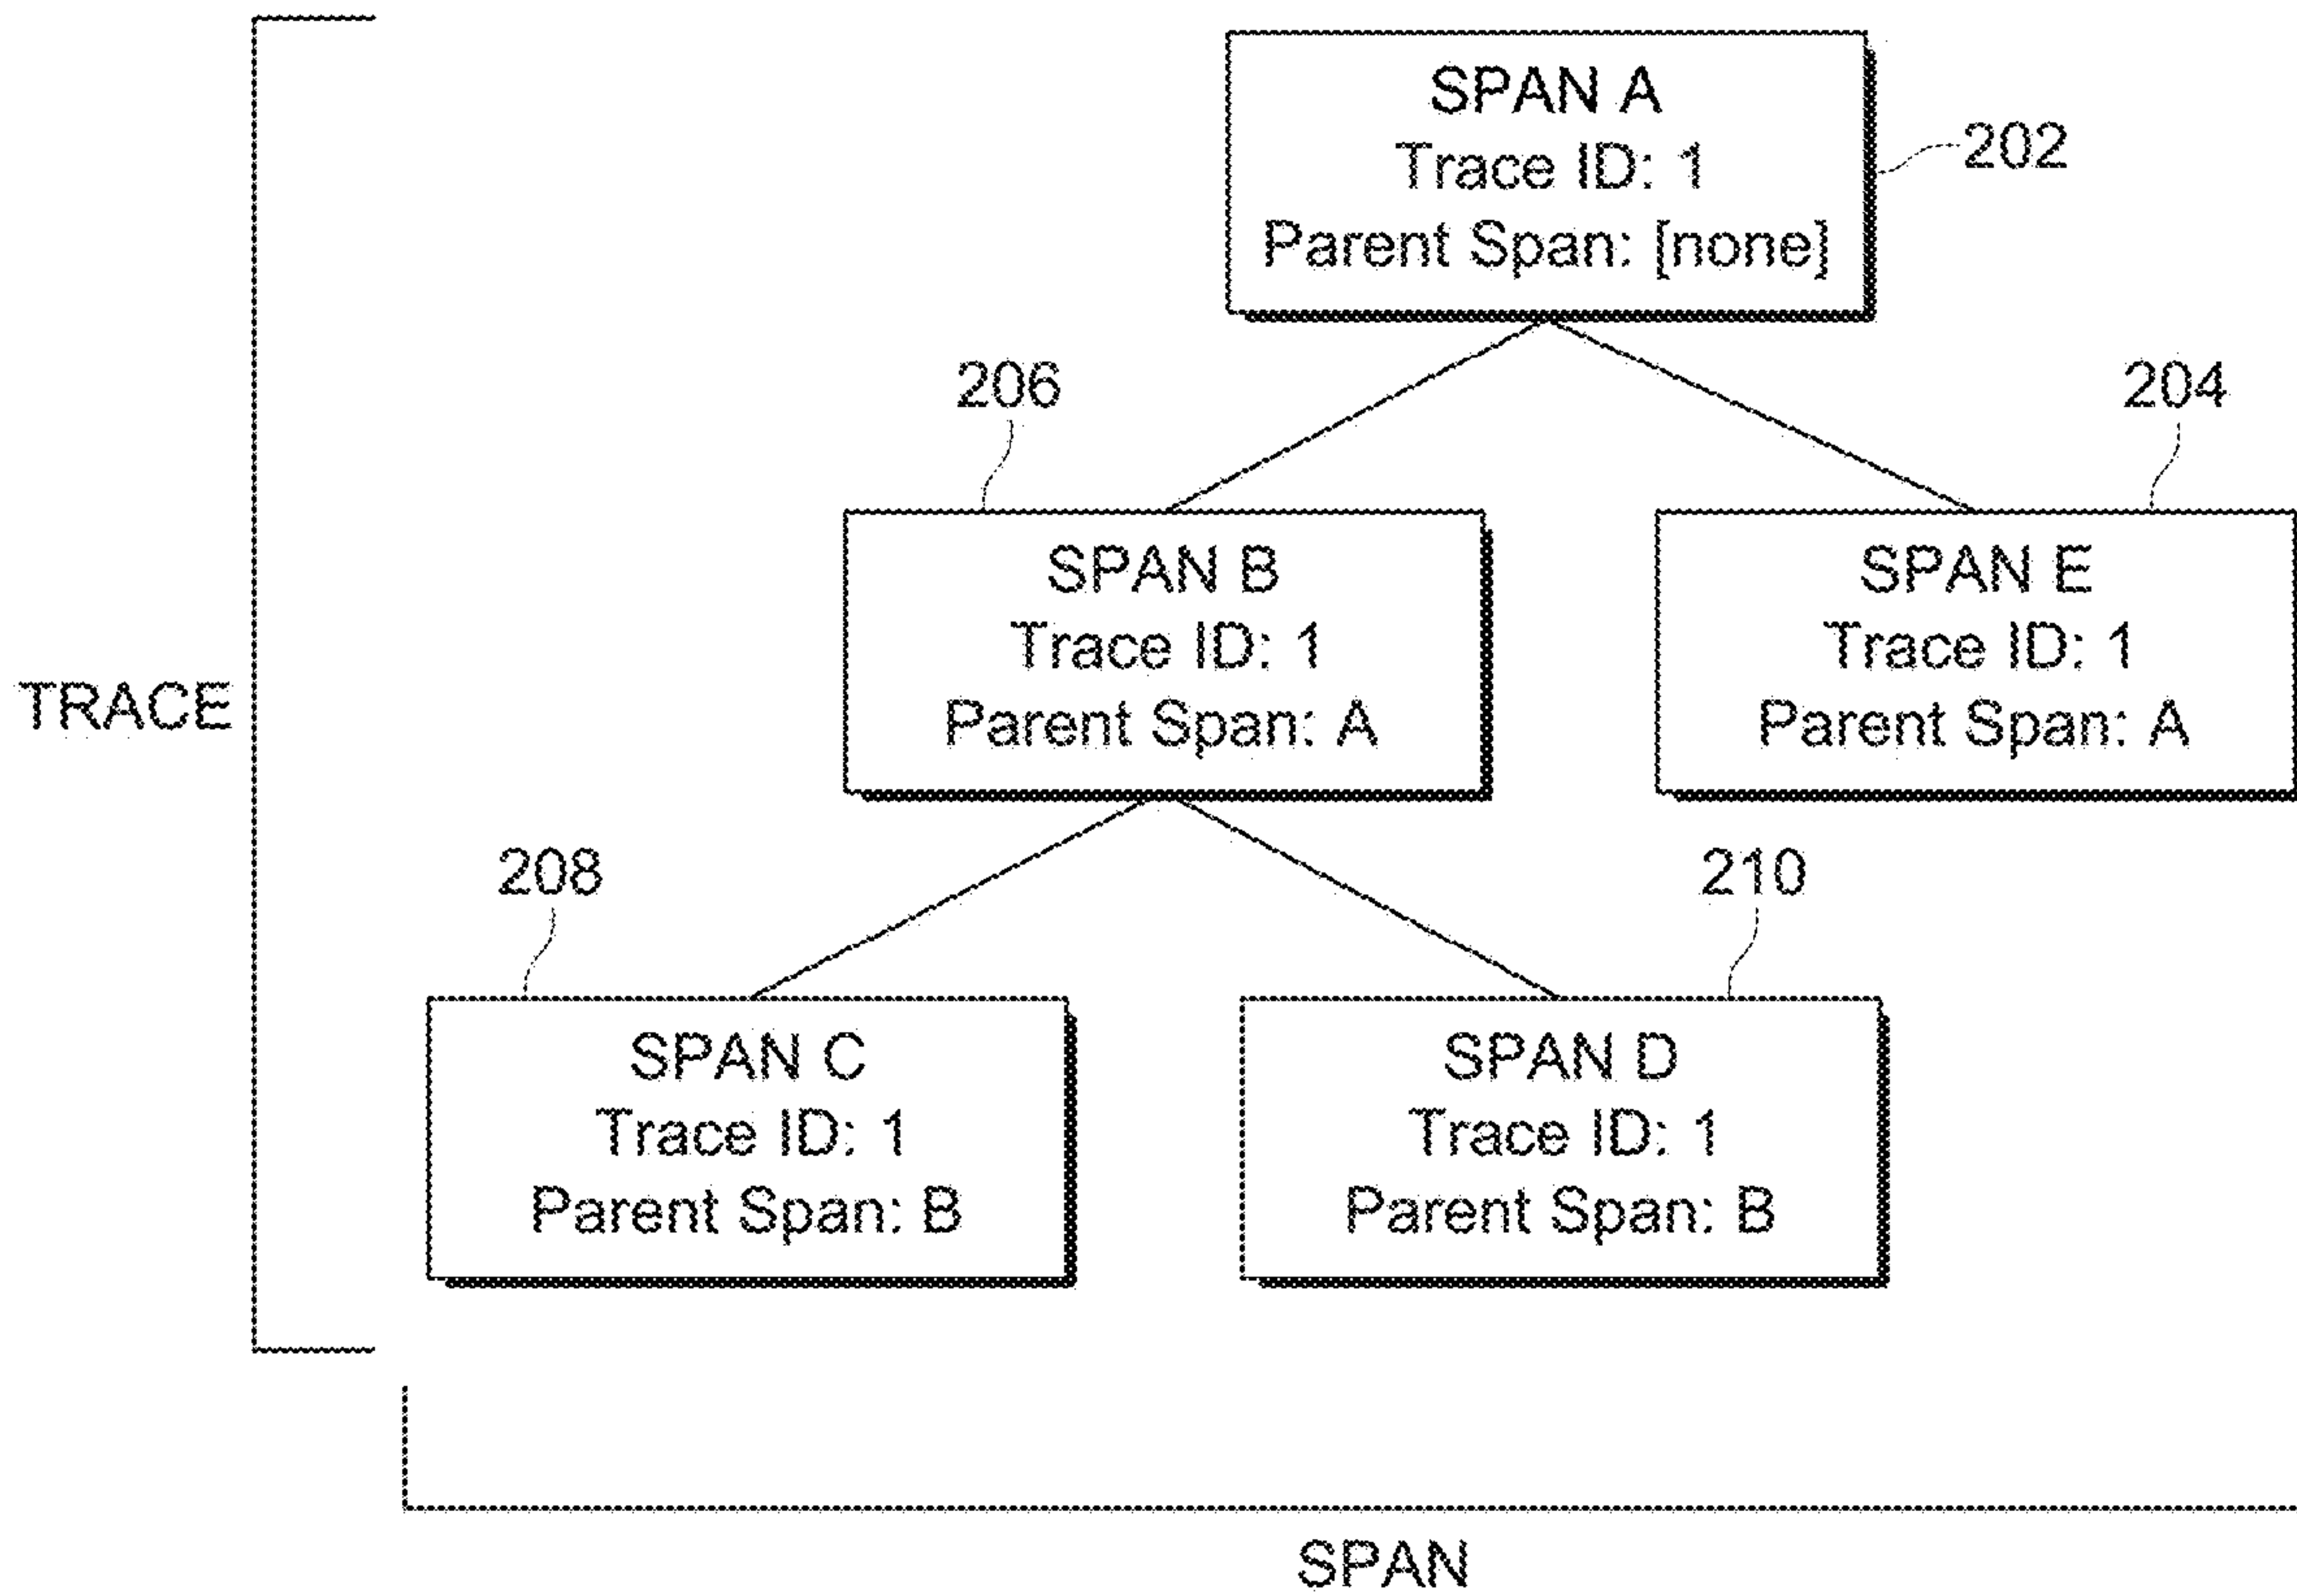 SPAN A
Trace ID: 1
Parent Span: [none]
202
206
204
SPAN B
Trace ID: 1
Parent Span: A
SPAN E
Trace ID: 1
Parent Span: A
TRACE
208
210
SPAN C
Trace ID: 1
Parent Span: B
SPAN D
Trace ID: 1
Parent Span: B
SPAN